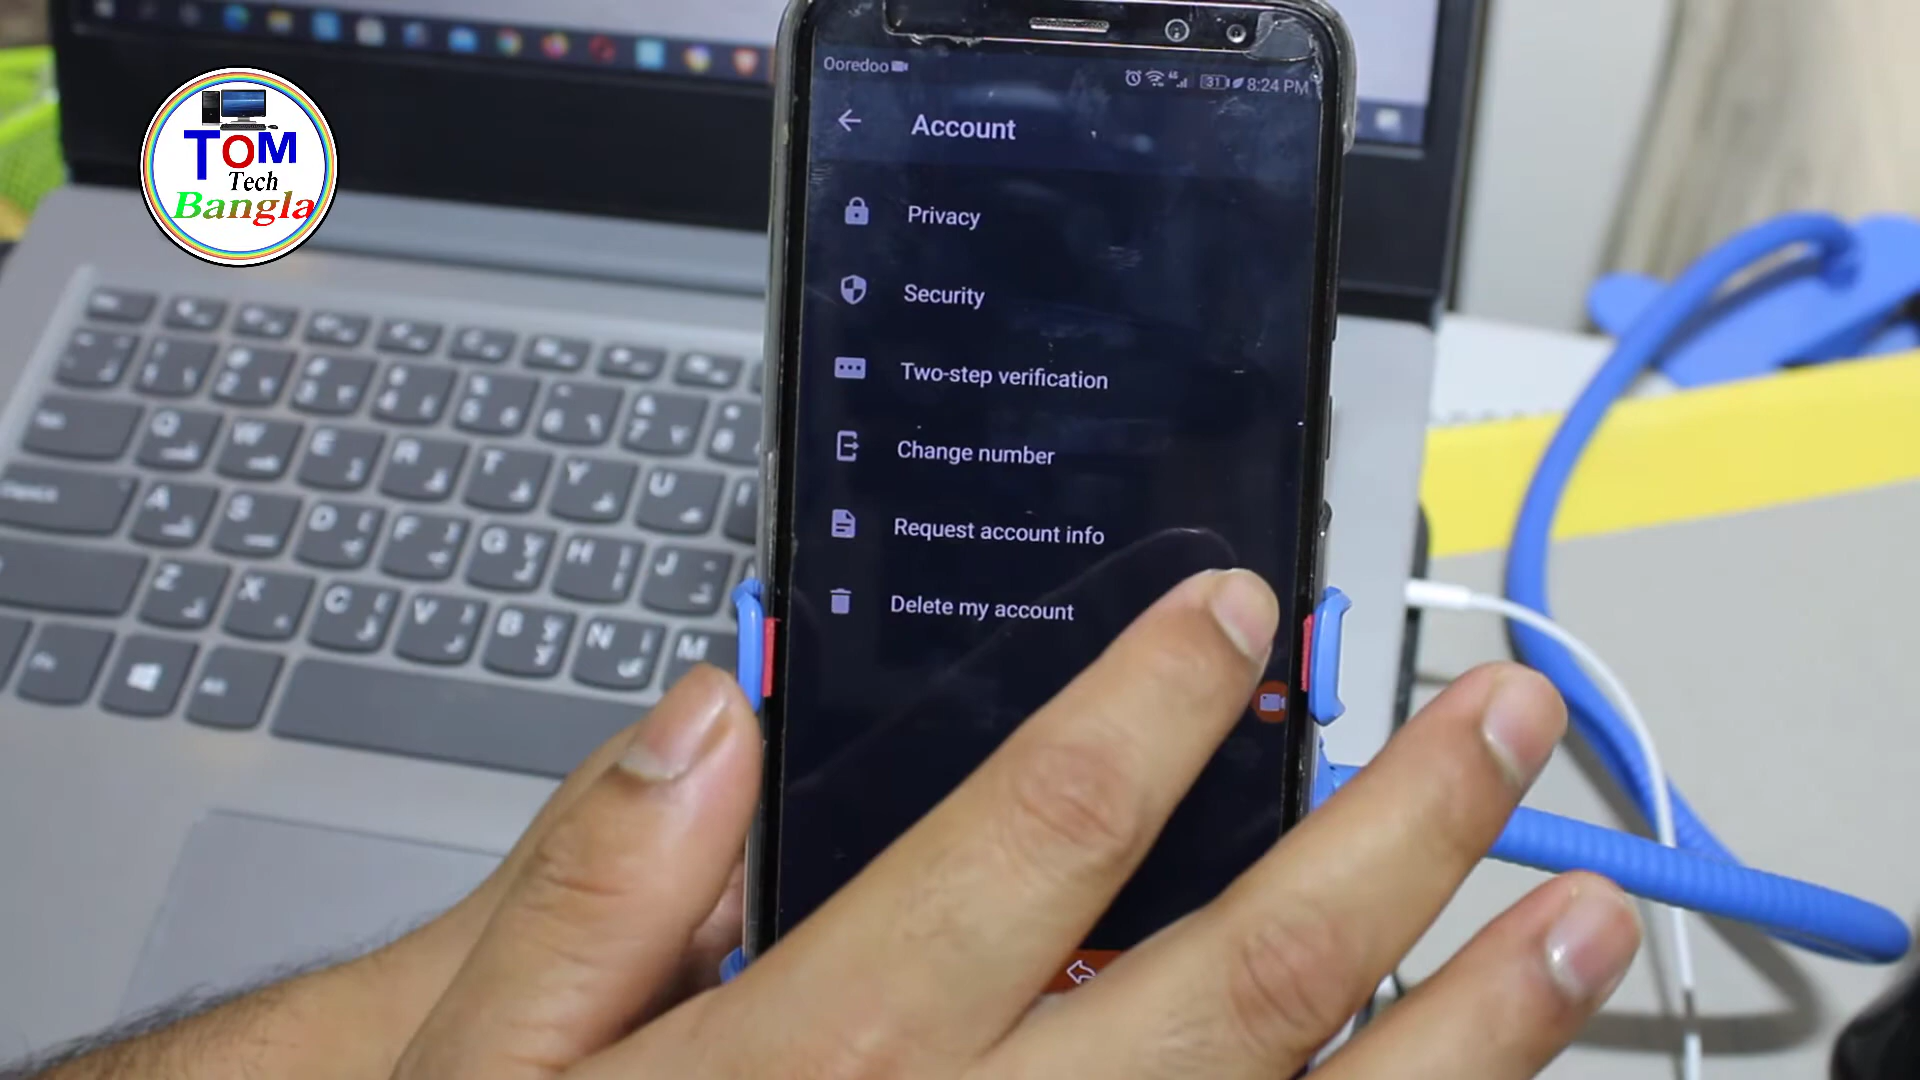 TOM
Tech
Bangla
Ooredoo
31 8:24 PM
Account
Privacy
Security
Two-step verification
Change number
Request account info
Delete my account
Q W E R T Y U
A S D F G H J
Z X C V B N M